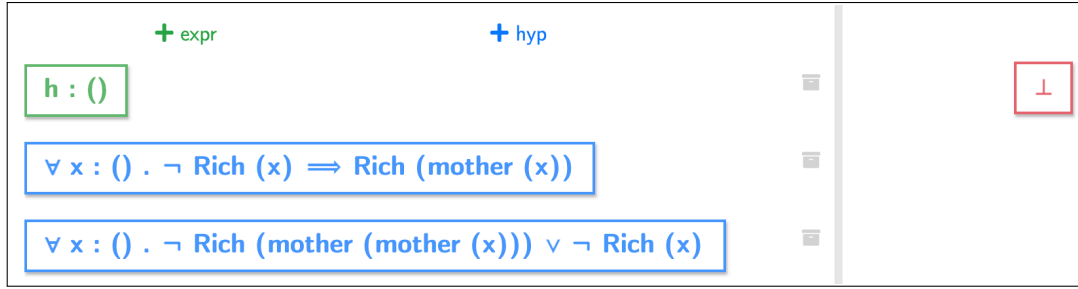 + expr + hyp
h : () ⊥
∀ x : () . ¬ Rich (x) ⟹ Rich (mother (x))
∀ x : () . ¬ Rich (mother (mother (x))) ∨ ¬ Rich (x)